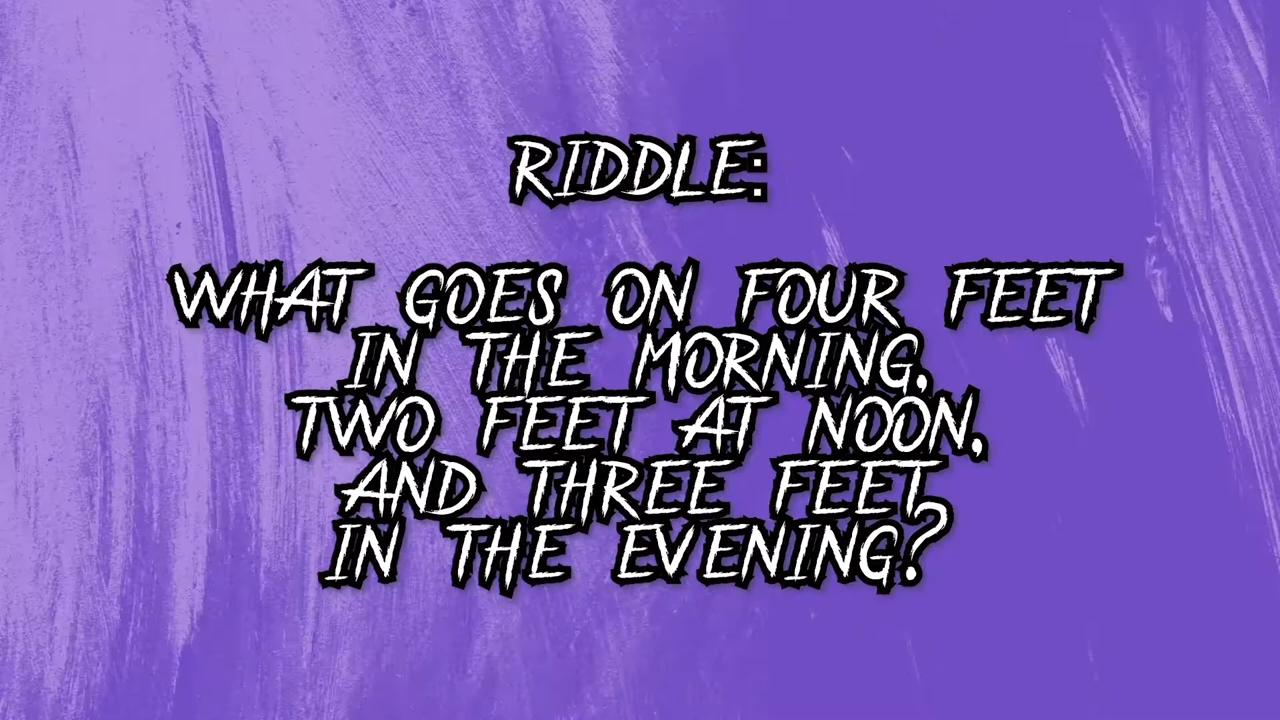 RIDDLE:
WHAT GOES ON FOUR FEET
IN THE MORNING,
TWO FEET AT NOON,
AND THREE FEET
IN THE EVENING?